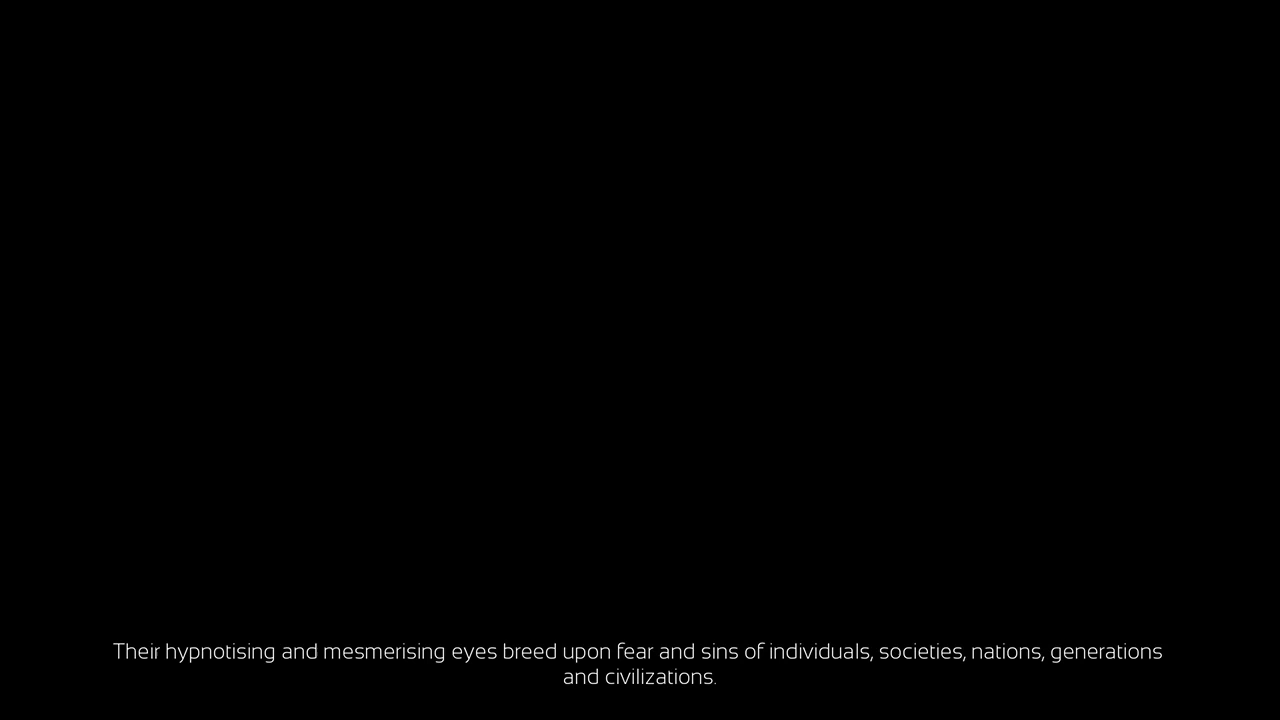 Their hypnotising and mesmerising eyes breed upon fear and sins of individuals, societies, nations, generations
and civilizations.